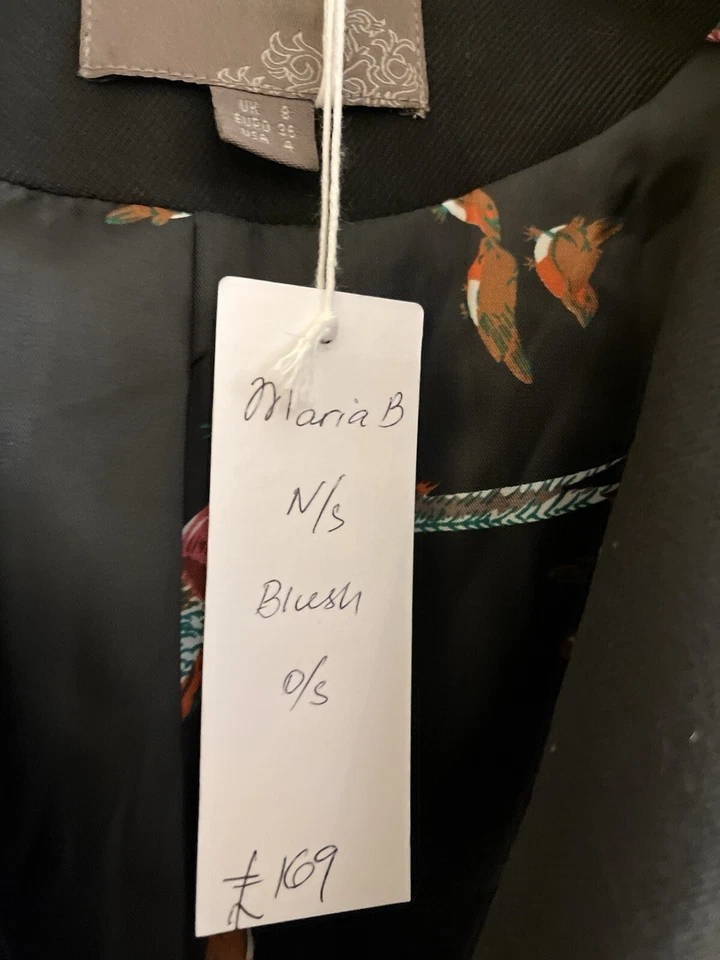 UK 8
EURO 36
USA 4
Maria B
N/s
Blush
O/s
£169